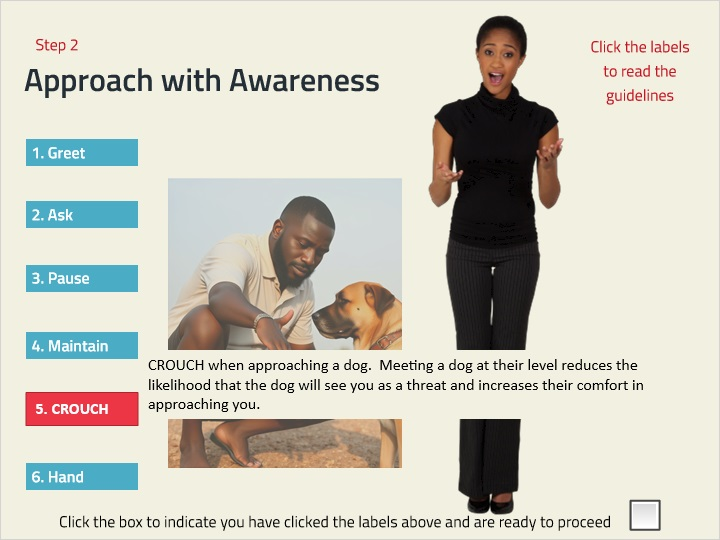 Step 2
Approach with Awareness
Click the labels
to read the
guidelines
1. Greet
2. Ask
3. Pause
4. Maintain
5. CROUCH
6. Hand
CROUCH when approaching a dog.  Meeting a dog at their level reduces the
likelihood that the dog will see you as a threat and increases their comfort in
approaching you.
Click the box to indicate you have clicked the labels above and are ready to proceed